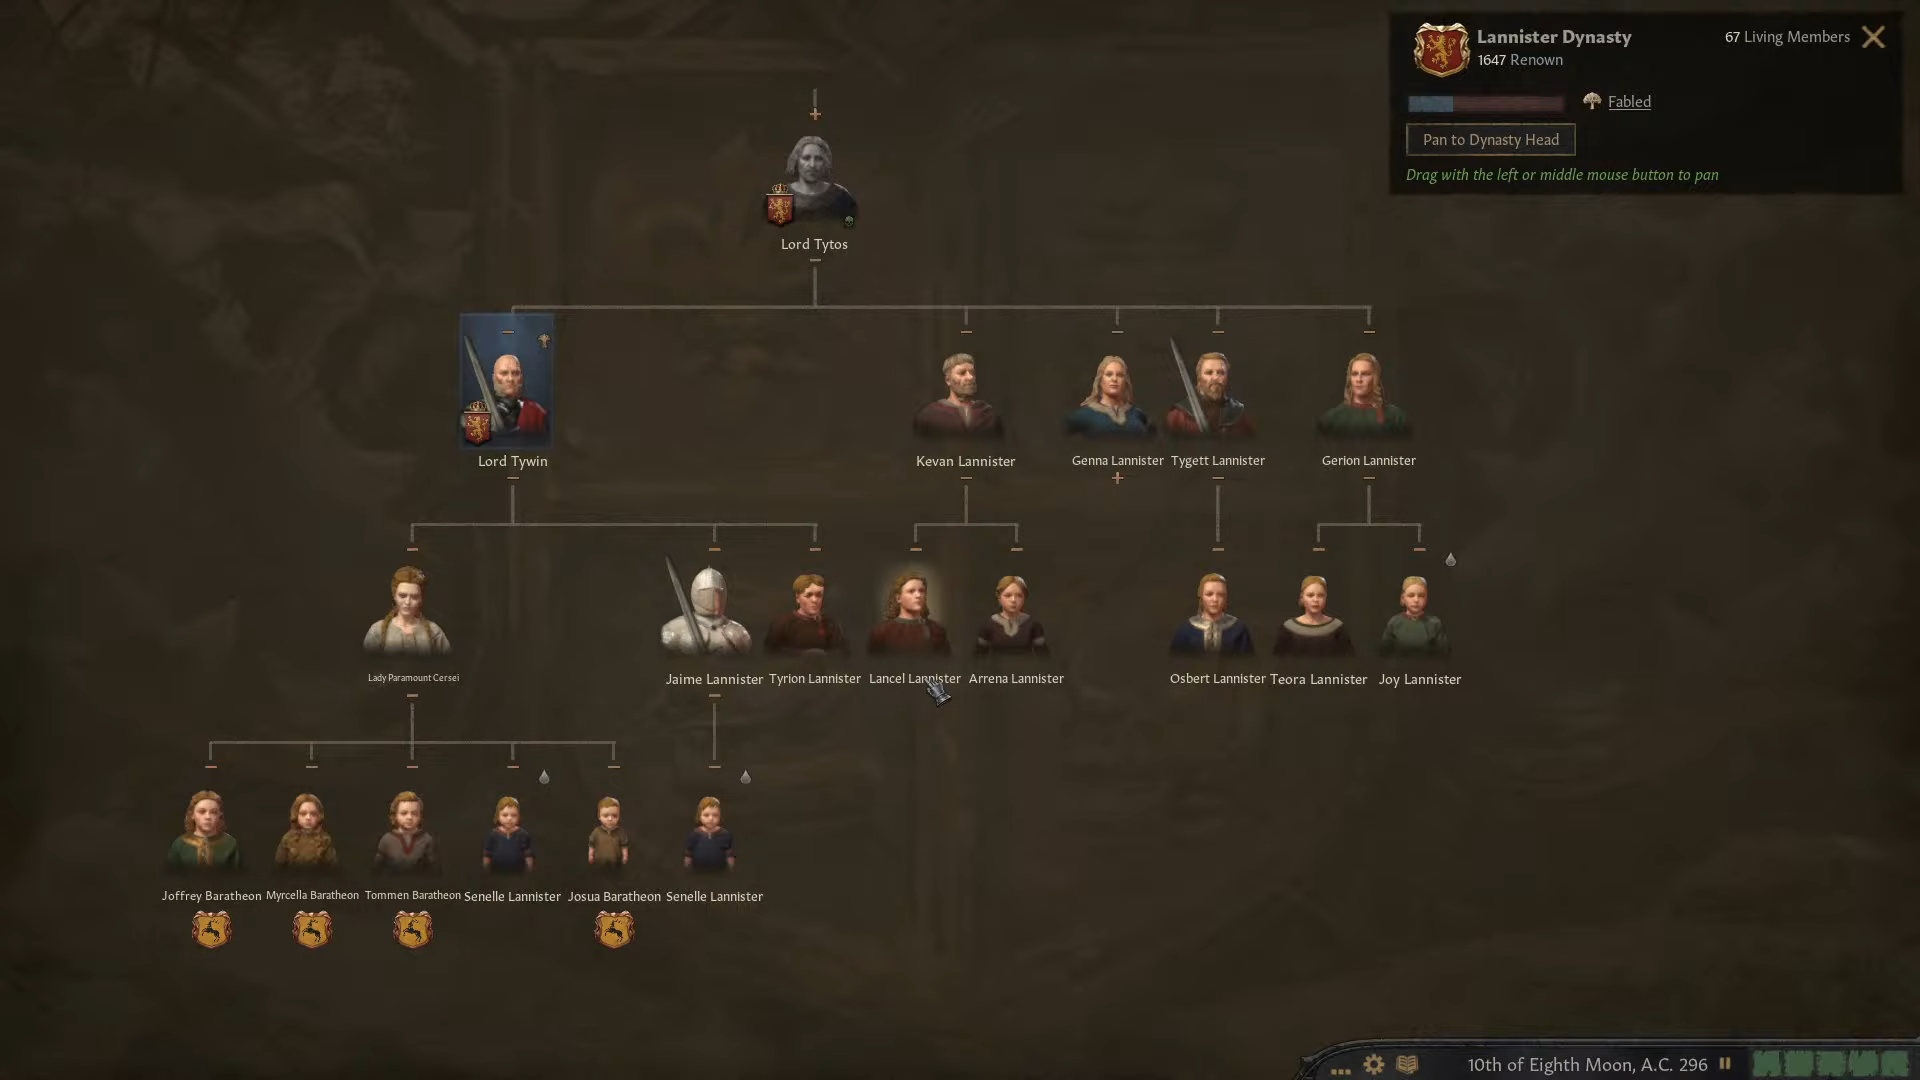 Lannister Dynasty
67 Living Members
1647 Renown
Fabled
Pan to Dynasty Head
Drag with the left or middle mouse button to pan
Lord Tytos
Lord Tywin
Kevan Lannister
Genna Lannister
Tygett Lannister
Gerion Lannister
Lady Paramount Cersei
Jaime Lannister
Tyrion Lannister
Lancel Lannister
Arrena Lannister
Osbert Lannister
Teora Lannister
Joy Lannister
Joffrey Baratheon
Myrcella Baratheon
Tommen Baratheon
Senelle Lannister
Josua Baratheon
Senelle Lannister
10th of Eighth Moon, A.C. 296